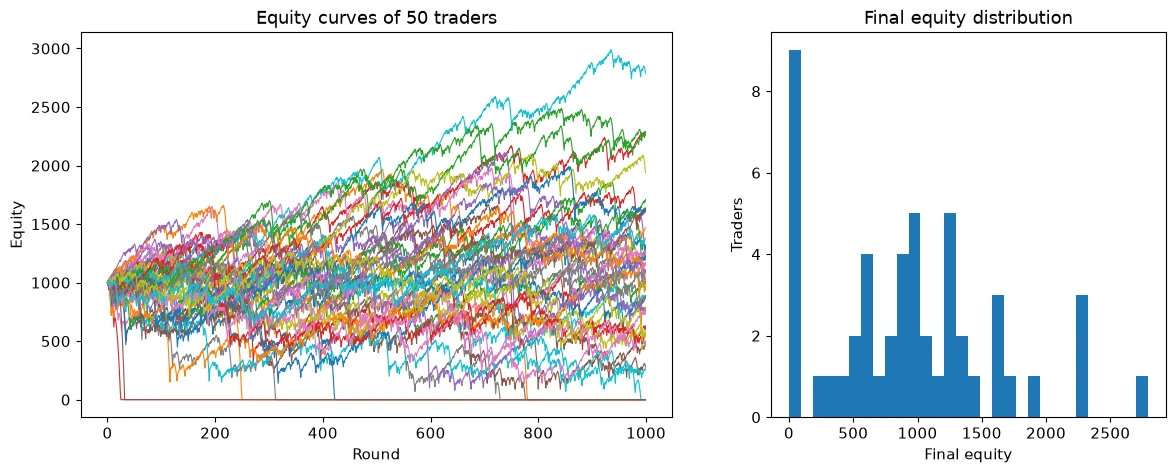 Equity curves of 50 traders
Equity
3000
2500
2000
1500
1000
500
0
0 200 400 600 800 1000
Round
Final equity distribution
Traders
8
6
4
2
0
0 500 1000 1500 2000 2500
Final equity